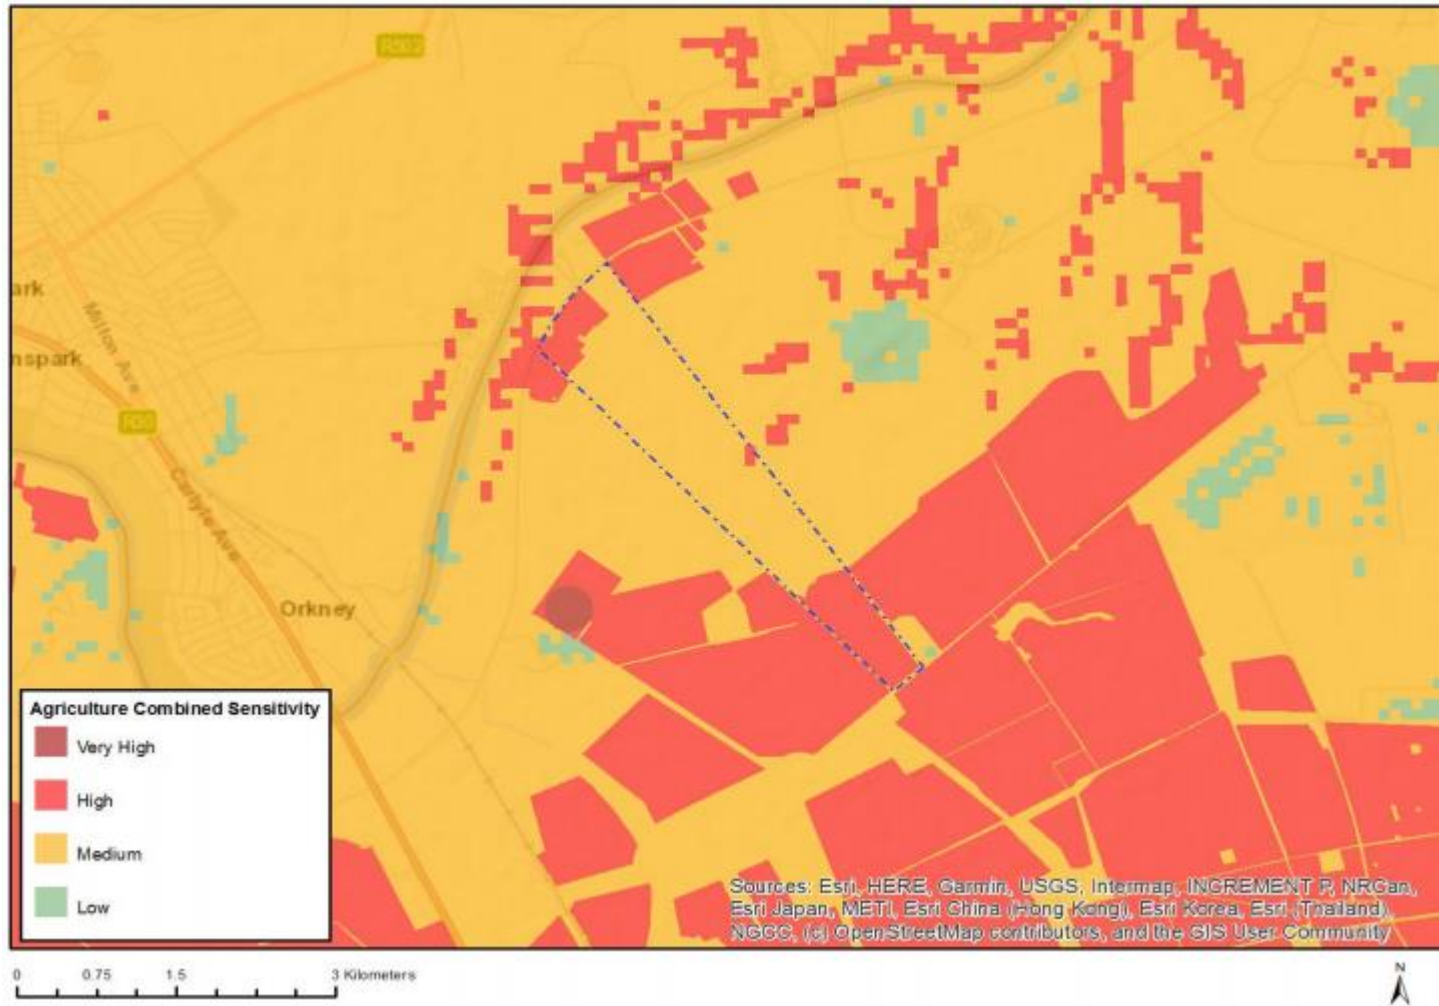 R502
ark
Milton Ave
nspark
R30
Carlyle Ave
Orkney
Agriculture Combined Sensitivity
Very High
High
Medium
Low
Sources: Esri, HERE, Garmin, USGS, Intermap, INCREMENT P, NRCan,
Esri Japan, METI, Esri China (Hong Kong), Esri Korea, Esri (Thailand),
NGCC, (c) OpenStreetMap contributors, and the GIS User Community
0 0.75 1.5 3 Kilometers
N